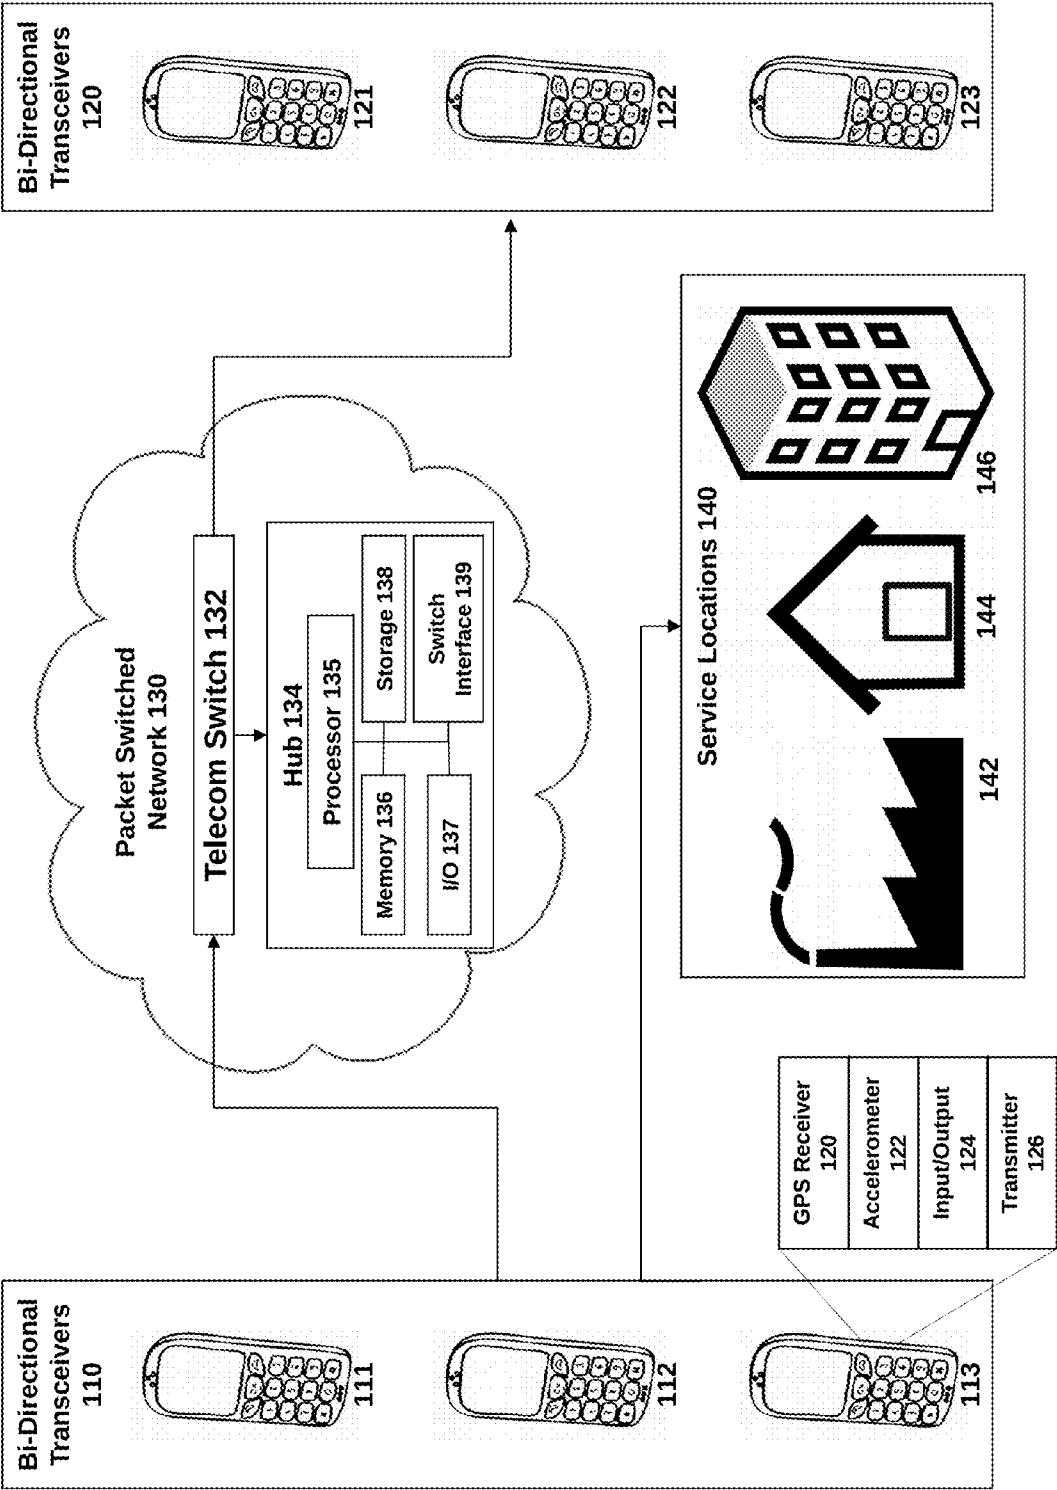 Bi-Directional
Transceivers
110
111
112
113
GPS Receiver
120
Accelerometer
122
Input/Output
124
Transmitter
126
Packet Switched
Network 130
Telecom Switch 132
Hub 134
Processor 135
Memory 136
Storage 138
I/O 137
Switch
Interface 139
Service Locations 140
142
144
146
Bi-Directional
Transceivers
120
121
122
123